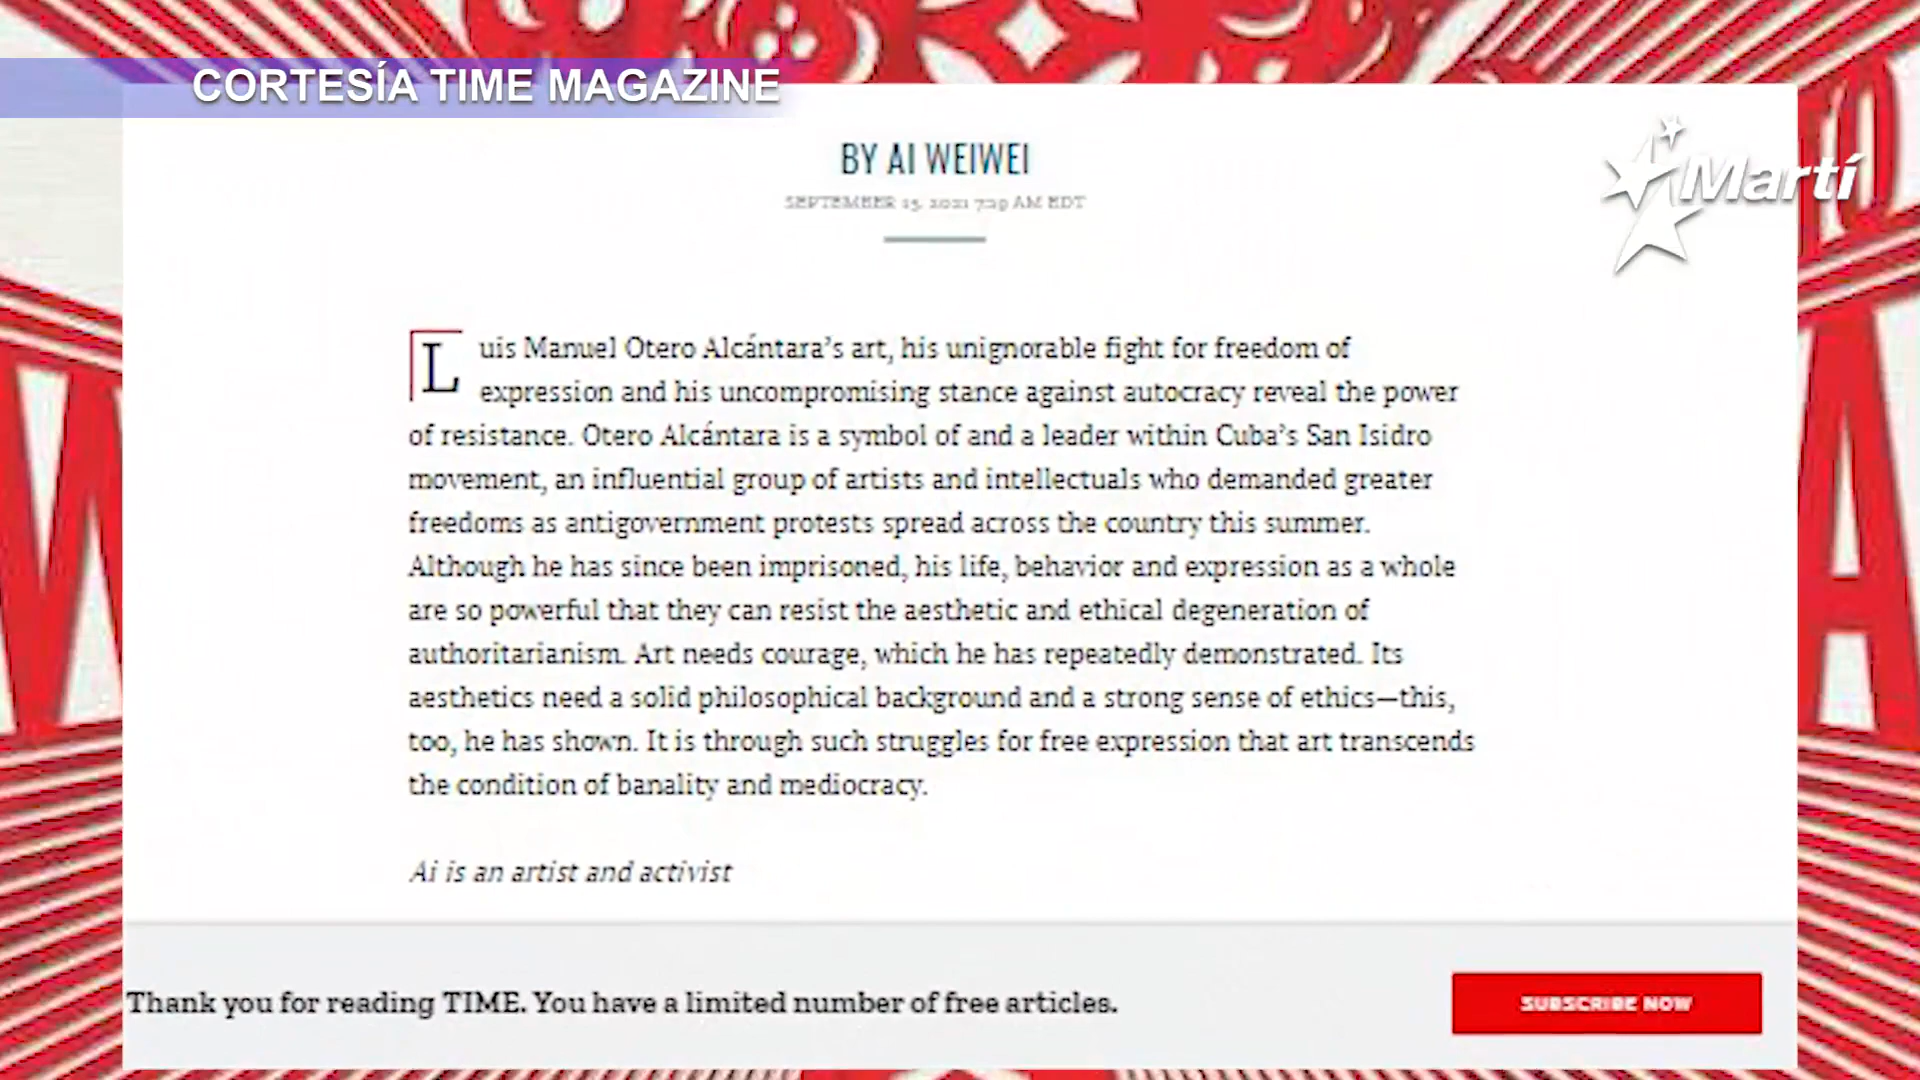 CORTESÍA TIME MAGAZINE
Martí
BY AI WEIWEI
SEPTEMBER 15, 2021 7:29 AM EDT
Luis Manuel Otero Alcántara’s art, his unignorable fight for freedom of
expression and his uncompromising stance against autocracy reveal the power
of resistance. Otero Alcántara is a symbol of and a leader within Cuba’s San Isidro
movement, an influential group of artists and intellectuals who demanded greater
freedoms as antigovernment protests spread across the country this summer.
Although he has since been imprisoned, his life, behavior and expression as a whole
are so powerful that they can resist the aesthetic and ethical degeneration of
authoritarianism. Art needs courage, which he has repeatedly demonstrated. Its
aesthetics need a solid philosophical background and a strong sense of ethics—this,
too, he has shown. It is through such struggles for free expression that art transcends
the condition of banality and mediocracy.
Ai is an artist and activist
Thank you for reading TIME. You have a limited number of free articles.
SUBSCRIBE NOW